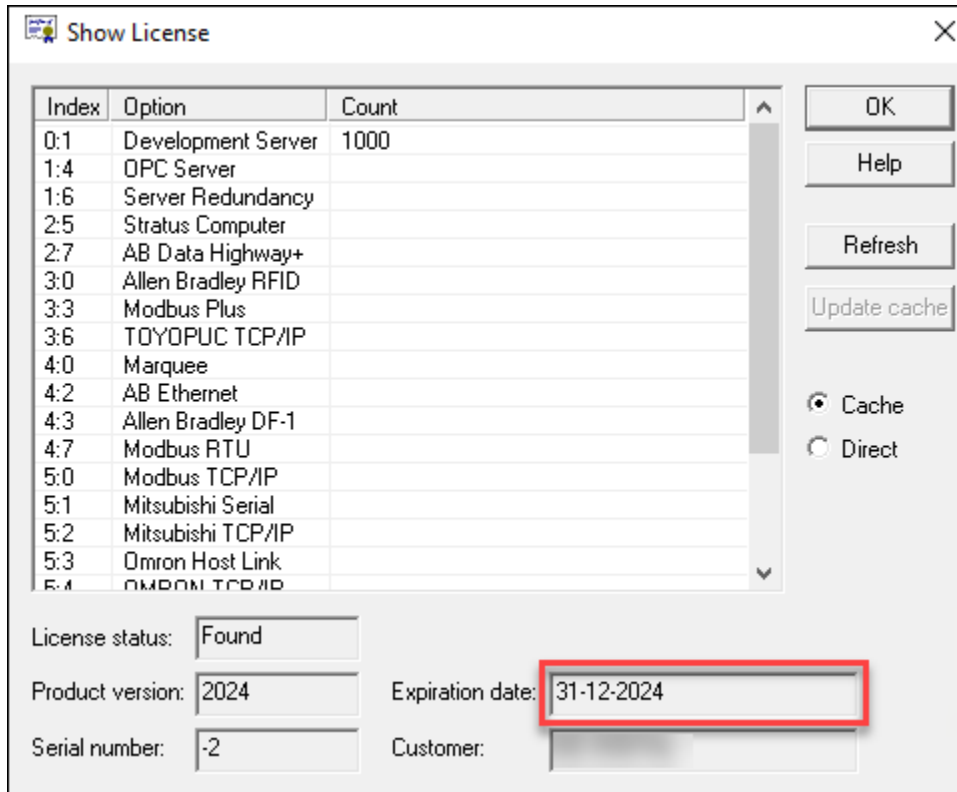 Show License
Index Option Count
0:1 Development Server 1000
1:4 OPC Server
1:6 Server Redundancy
2:5 Stratus Computer
2:7 AB Data Highway+
3:0 Allen Bradley RFID
3:3 Modbus Plus
3:6 TOYOPUC TCP/IP
4:0 Marquee
4:2 AB Ethernet
4:3 Allen Bradley DF-1
4:7 Modbus RTU
5:0 Modbus TCP/IP
5:1 Mitsubishi Serial
5:2 Mitsubishi TCP/IP
5:3 Omron Host Link
5:4 OMRON TCP/IP
OK
Help
Refresh
Update cache
Cache
Direct
License status: Found
Product version: 2024 Expiration date: 31-12-2024
Serial number: -2 Customer: